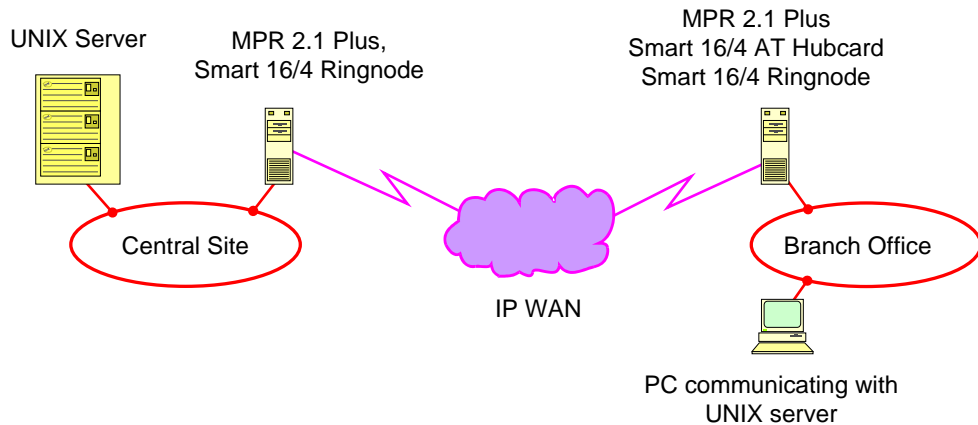 UNIX Server
MPR 2.1 Plus,
Smart 16/4 Ringnode
MPR 2.1 Plus
Smart 16/4 AT Hubcard
Smart 16/4 Ringnode
Central Site
IP WAN
Branch Office
PC communicating with
UNIX server